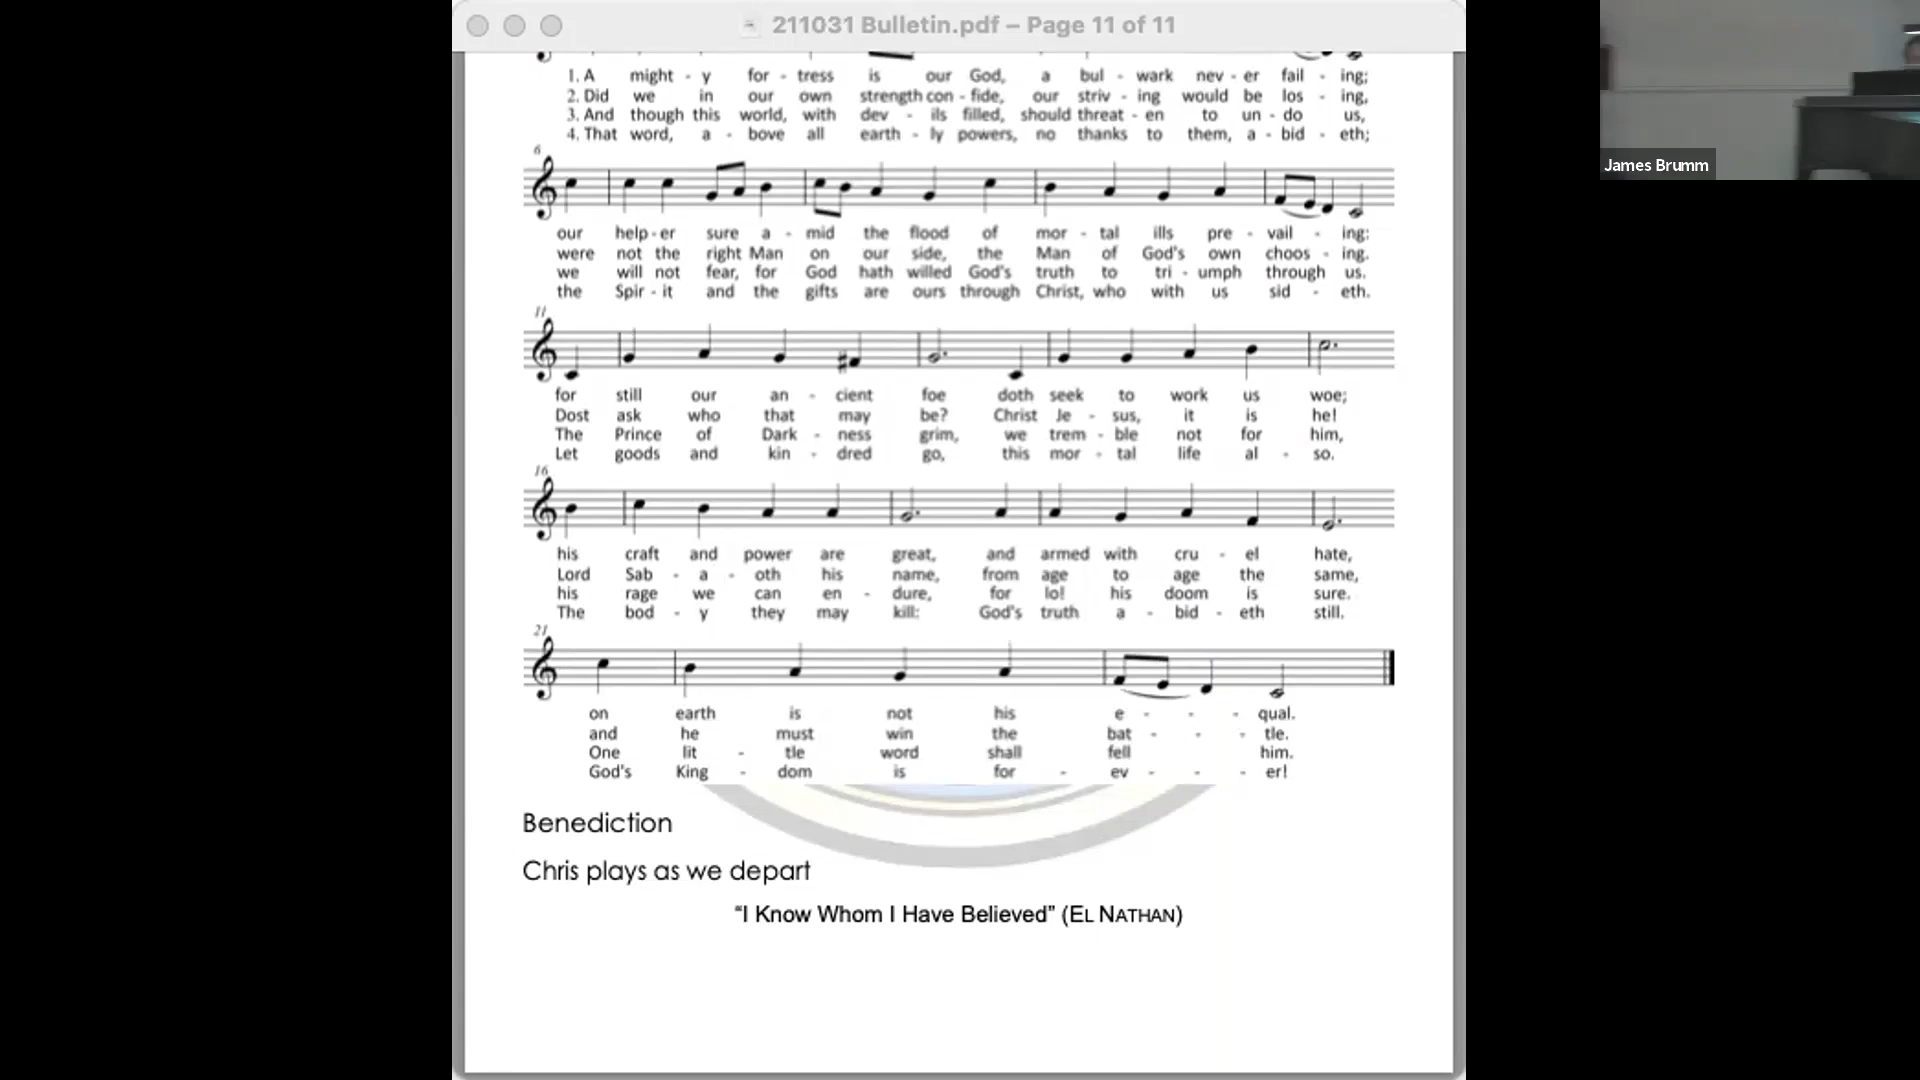 211031 Bulletin.pdf – Page 11 of 11
James Brumm
1. A might - y for - tress is our God, a bul - wark nev - er fail - ing;
2. Did we in our own strength con - fide, our striv - ing would be los - ing,
3. And though this world, with dev - ils filled, should threat - en to un - do us,
4. That word, a - bove all earth - ly powers, no thanks to them, a - bid - eth;
6
our help - er sure a - mid the flood of mor - tal ills pre - vail - ing:
were not the right Man on our side, the Man of God's own choos - ing.
we will not fear, for God hath willed God's truth to tri - umph through us.
the Spir - it and the gifts are ours through Christ, who with us sid - eth.
11
for still our an - cient foe doth seek to work us woe;
Dost ask who that may be? Christ Je - sus, it is he!
The Prince of Dark - ness grim, we trem - ble not for him,
Let goods and kin - dred go, this mor - tal life al - so.
16
his craft and power are great, and armed with cru - el hate,
Lord Sab - a - oth his name, from age to age the same,
his rage we can en - dure, for lo! his doom is sure.
The bod - y they may kill: God's truth a - bid - eth still.
21
on earth is not his e - - - qual.
and he must win the bat - - - tle.
One lit - tle word shall fell him.
God's King - dom is for - ev - - - er!
Benediction
Chris plays as we depart
“I Know Whom I Have Believed” (EL NATHAN)